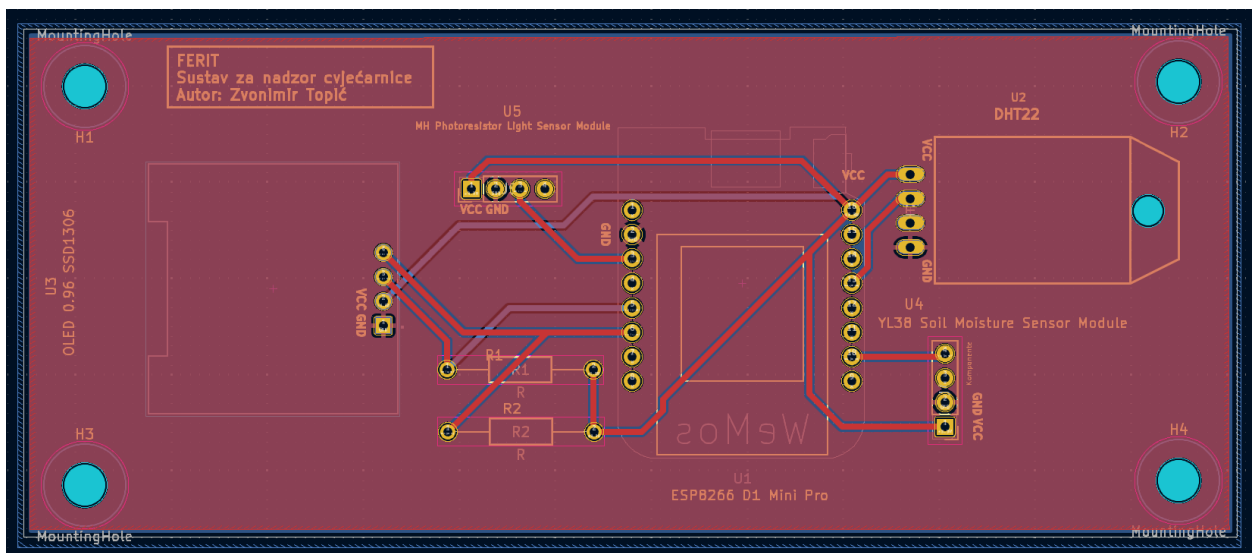 MountingHole
MountingHole
FERIT
Sustav za nadzor cvjećarnice
Autor: Zvonimir Topić
H1
H2
U5
MH Photoresistor Light Sensor Module
U2
DHT22
VCC
VCC
VCC GND
GND
GND
U3
OLED 0.96 SSD1306
VCC GND
U4
YL38 Soil Moisture Sensor Module
Komponente
GND VCC
R1
R1
R
R2
R2
R
WeMos
U1
ESP8266 D1 Mini Pro
H3
H4
MountingHole
MountingHole